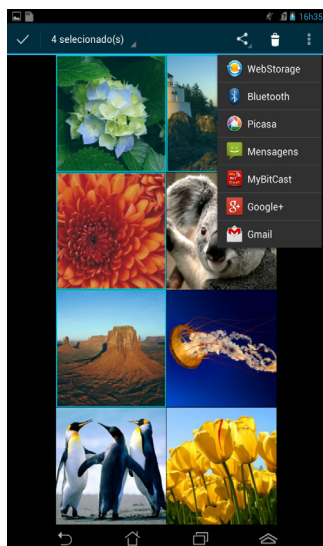 16h35
4 selecionado(s)
WebStorage
Bluetooth
Picasa
Mensagens
MyBitCast
Google+
Gmail